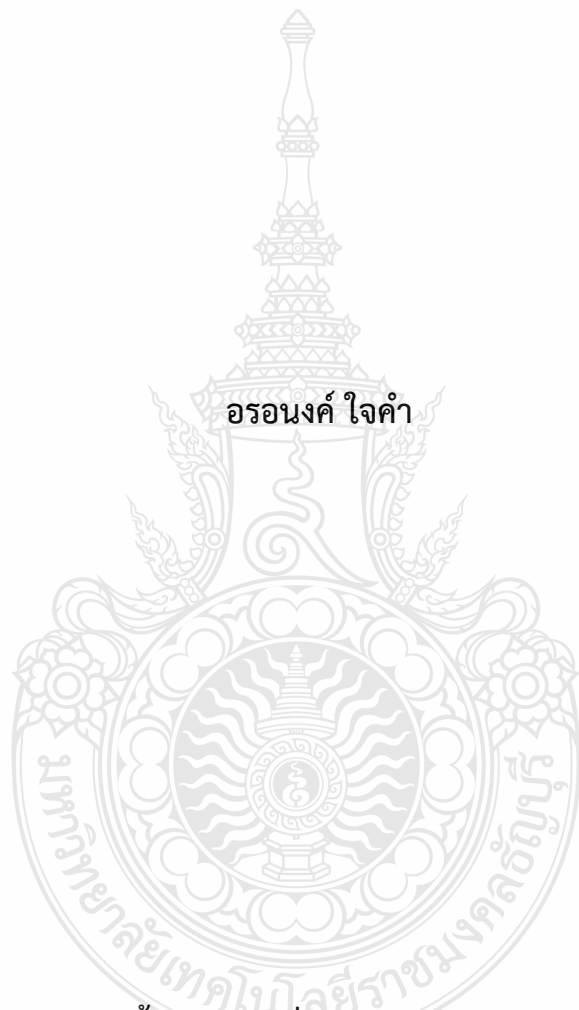 อรอนงค์ ใจคำ
มหาวิทยาลัยเทคโนโลยีราชมงคลธัญบุรี